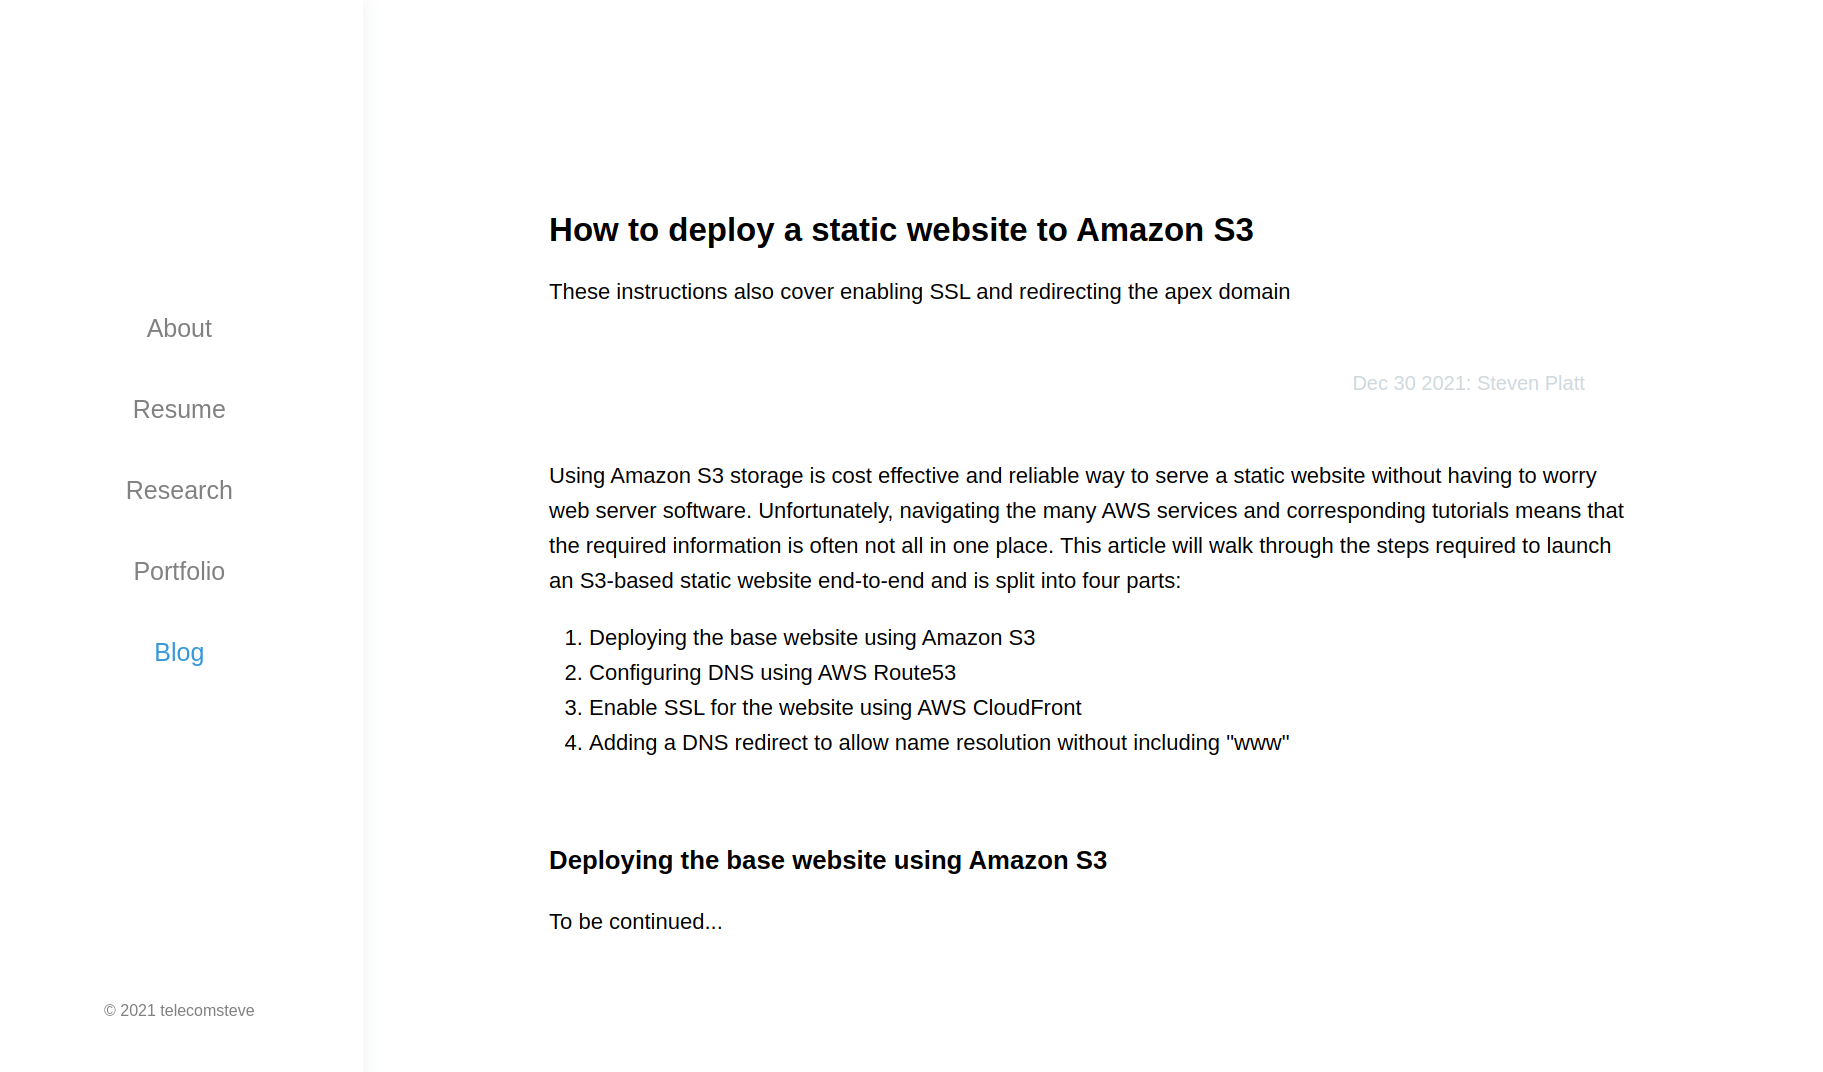 About
Resume
Research
Portfolio
Blog
© 2021 telecomsteve
How to deploy a static website to Amazon S3
These instructions also cover enabling SSL and redirecting the apex domain
Dec 30 2021: Steven Platt
Using Amazon S3 storage is cost effective and reliable way to serve a static website without having to worry
web server software. Unfortunately, navigating the many AWS services and corresponding tutorials means that
the required information is often not all in one place. This article will walk through the steps required to launch
an S3-based static website end-to-end and is split into four parts:
1. Deploying the base website using Amazon S3
2. Configuring DNS using AWS Route53
3. Enable SSL for the website using AWS CloudFront
4. Adding a DNS redirect to allow name resolution without including "www"
Deploying the base website using Amazon S3
To be continued...